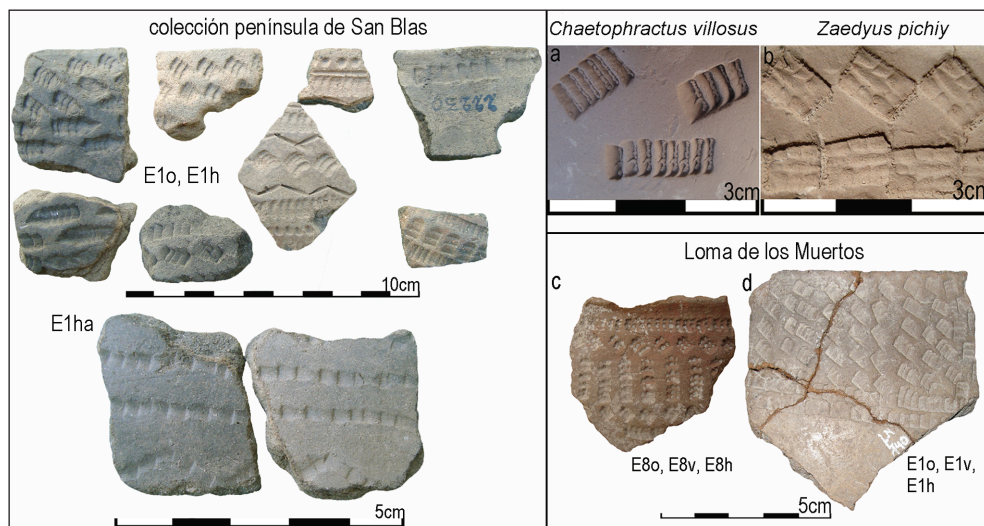 colección península de San Blas
E1o, E1h
22230
10cm
E1ha
5cm
Chaetophractus villosus
Zaedyus pichiy
a
b
3cm
3cm
Loma de los Muertos
c
d
E8o, E8v, E8h
E1o, E1v,
E1h
5cm